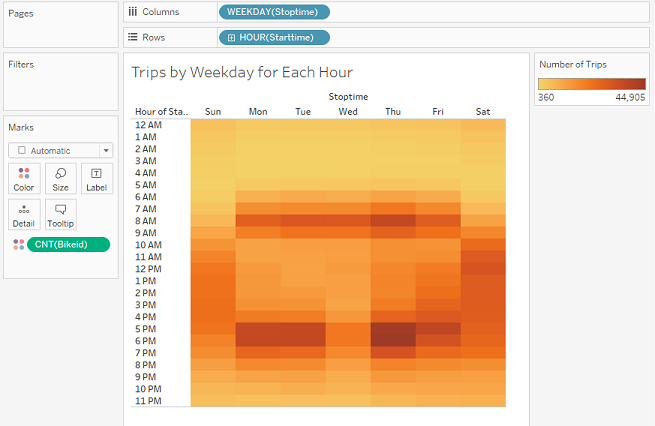 Pages
Columns
WEEKDAY(Stoptime)
Rows
HOUR(Starttime)
Filters
Marks
Automatic
Color
Size
Label
Detail
Tooltip
CNT(Bikeid)
Trips by Weekday for Each Hour
Stoptime
Hour of Sta.. Sun Mon Tue Wed Thu Fri Sat
12 AM
1 AM
2 AM
3 AM
4 AM
5 AM
6 AM
7 AM
8 AM
9 AM
10 AM
11 AM
12 PM
1 PM
2 PM
3 PM
4 PM
5 PM
6 PM
7 PM
8 PM
9 PM
10 PM
11 PM
Number of Trips
360 44,905